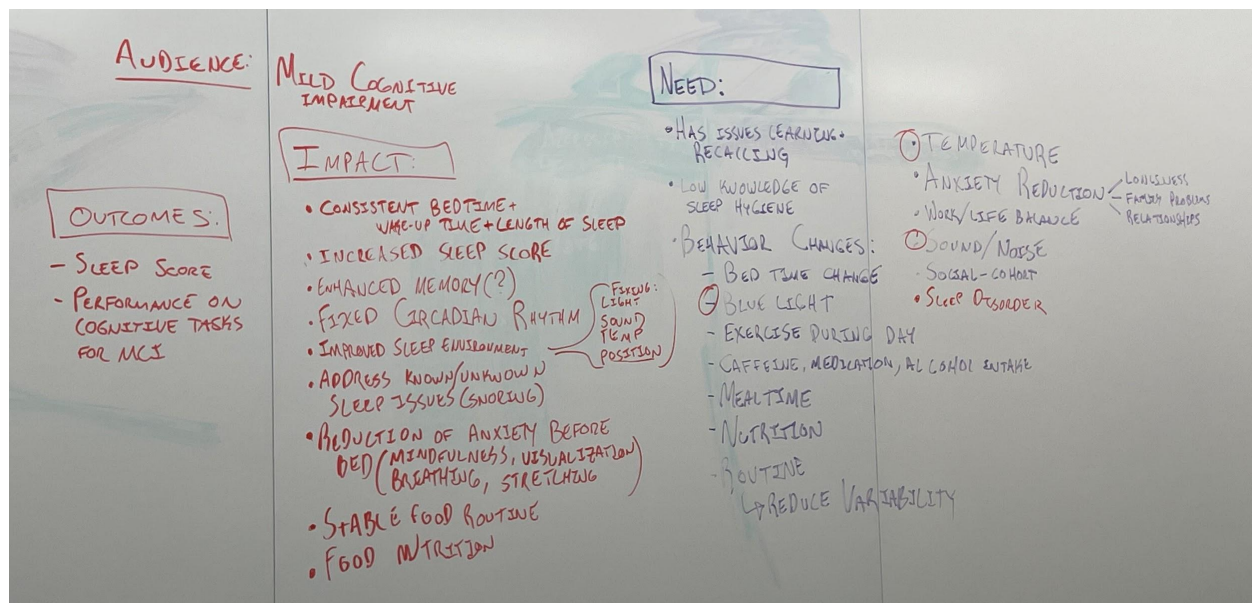 AUDIENCE:
MILD COGNITIVE
IMPAIRMENT
OUTCOMES:
– SLEEP SCORE
– PERFORMANCE ON
COGNITIVE TASKS
FOR MCI
IMPACT:
• CONSISTENT BEDTIME +
WAKE-UP TIME + LENGTH OF SLEEP
• INCREASED SLEEP SCORE
• ENHANCED MEMORY(?)
• FIXED CIRCADIAN RHYTHM
• IMPROVED SLEEP ENVIRONMENT
FIXING:
LIGHT
SOUND
TEMP
POSITION
• ADDRESS KNOWN/UNKNOWN
SLEEP ISSUES (SNORING)
• REDUCTION OF ANXIETY BEFORE
BED (MINDFULNESS, VISUALIZATION
BREATHING, STRETCHING)
• STABLE FOOD ROUTINE
• FOOD NUTRITION
NEED:
• HAS ISSUES LEARNING •
RECALLING
• LOW KNOWLEDGE OF
SLEEP HYGIENE
• BEHAVIOR CHANGES:
– BED TIME CHANGE
– BLUE LIGHT
– EXERCISE DURING DAY
– CAFFEINE, MEDICATION, ALCOHOL INTAKE
– MEALTIME
– NUTRITION
– ROUTINE
↳ REDUCE VARIABILITY
• TEMPERATURE
• ANXIETY REDUCTION
LONLINESS
FAMILY PROBLEMS
RELATIONSHIPS
• WORK/LIFE BALANCE
• SOUND/NOISE
• SOCIAL-COHORT
• SLEEP DISORDER